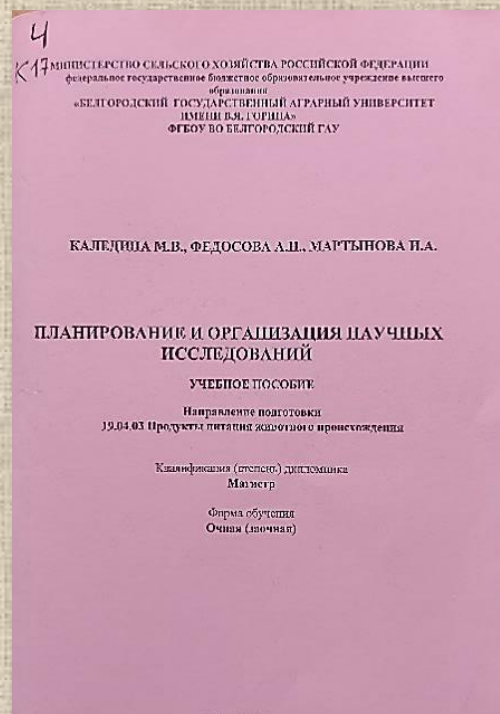 Ч
К17
МИНИСТЕРСТВО СЕЛЬСКОГО ХОЗЯЙСТВА РОССИЙСКОЙ ФЕДЕРАЦИИ
федеральное государственное бюджетное образовательное учреждение высшего
образования
«БЕЛГОРОДСКИЙ ГОСУДАРСТВЕННЫЙ АГРАРНЫЙ УНИВЕРСИТЕТ
ИМЕНИ В.Я. ГОРИНА»
ФГБОУ ВО БЕЛГОРОДСКИЙ ГАУ
КАЛЕДИНА М.В., ФЕДОСОВА А.Н., МАРТЫНОВА И.А.
ПЛАНИРОВАНИЕ И ОРГАНИЗАЦИЯ НАУЧНЫХ
ИССЛЕДОВАНИЙ
УЧЕБНОЕ ПОСОБИЕ
Направление подготовки
19.04.03 Продукты питания животного происхождения
Квалификация (степень) дипломника
Магистр
Форма обучения
Очная (заочная)